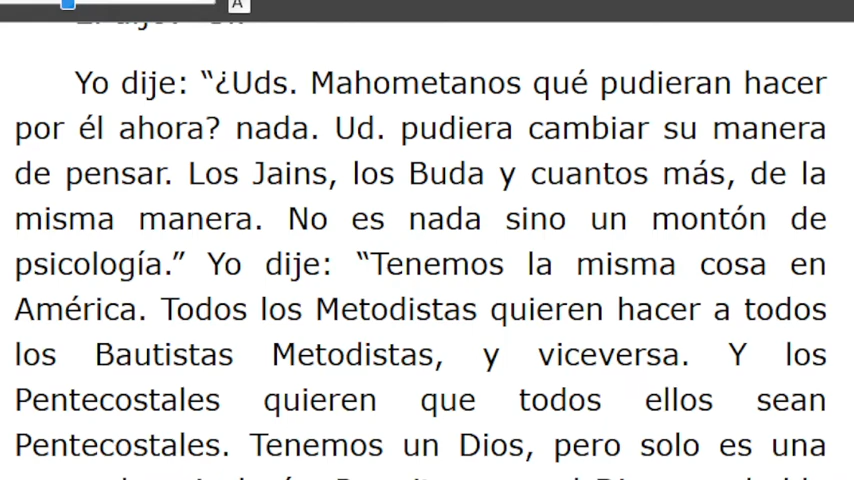 A
Yo dije: “¿Uds. Mahometanos qué pudieran hacer
por él ahora? nada. Ud. pudiera cambiar su manera
de pensar. Los Jains, los Buda y cuantos más, de la
misma manera. No es nada sino un montón de
psicología.” Yo dije: “Tenemos la misma cosa en
América. Todos los Metodistas quieren hacer a todos
los Bautistas Metodistas, y viceversa. Y los
Pentecostales quieren que todos ellos sean
Pentecostales. Tenemos un Dios, pero solo es una